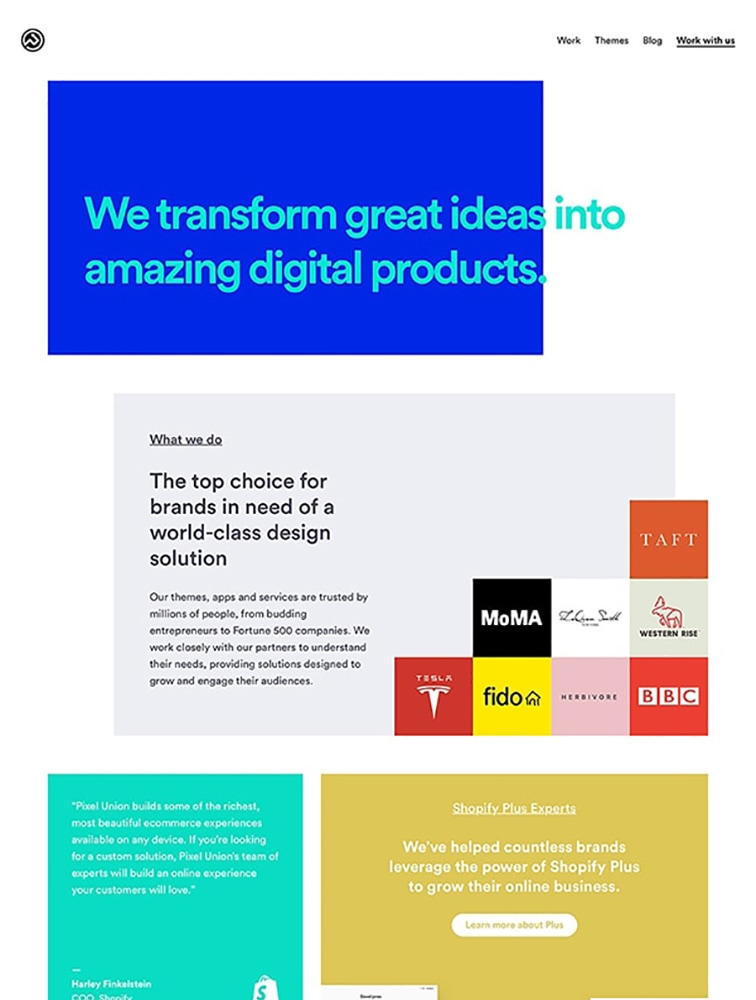 Work Themes Blog Work with us
We transform great ideas into
amazing digital products.
What we do
The top choice for
brands in need of a
world-class design
solution
Our themes, apps and services are trusted by
millions of people, from budding
entrepreneurs to Fortune 500 companies. We
work closely with our partners to understand
their needs, providing solutions designed to
grow and engage their audiences.
TAFT
MoMA
WESTERN RISE
TESLA
fido
HERBIVORE
BBC
"Pixel Union builds some of the richest,
most beautiful ecommerce experiences
available on any device. If you're looking
for a custom solution, Pixel Union's team of
experts will build an online experience
your customers will love."
—
Harley Finkelstein
COO, Shopify
Shopify Plus Experts
We've helped countless brands
leverage the power of Shopify Plus
to grow their online business.
Learn more about Plus